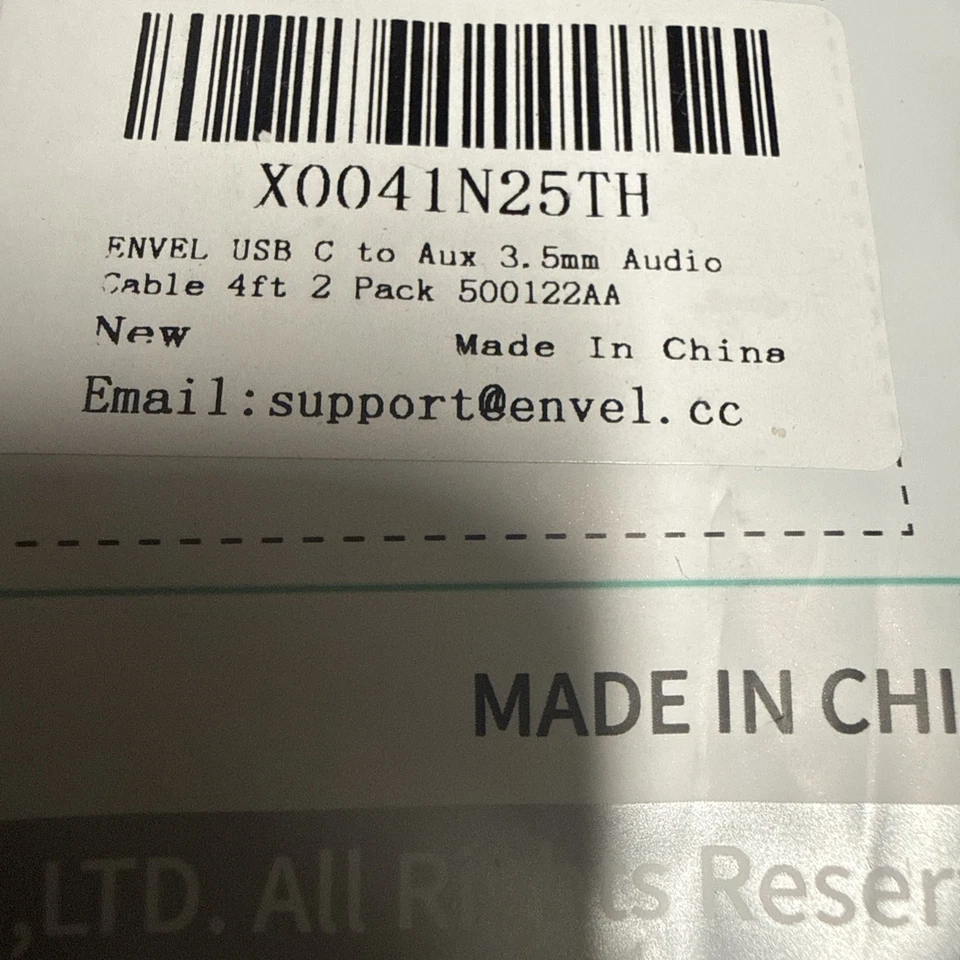 X0041N25TH
ENVEL USB C to Aux 3.5mm Audio
Cable 4ft 2 Pack 500122AA
New
Made In China
Email:support@envel.cc
MADE IN CHI
,LTD. All Rights Reser